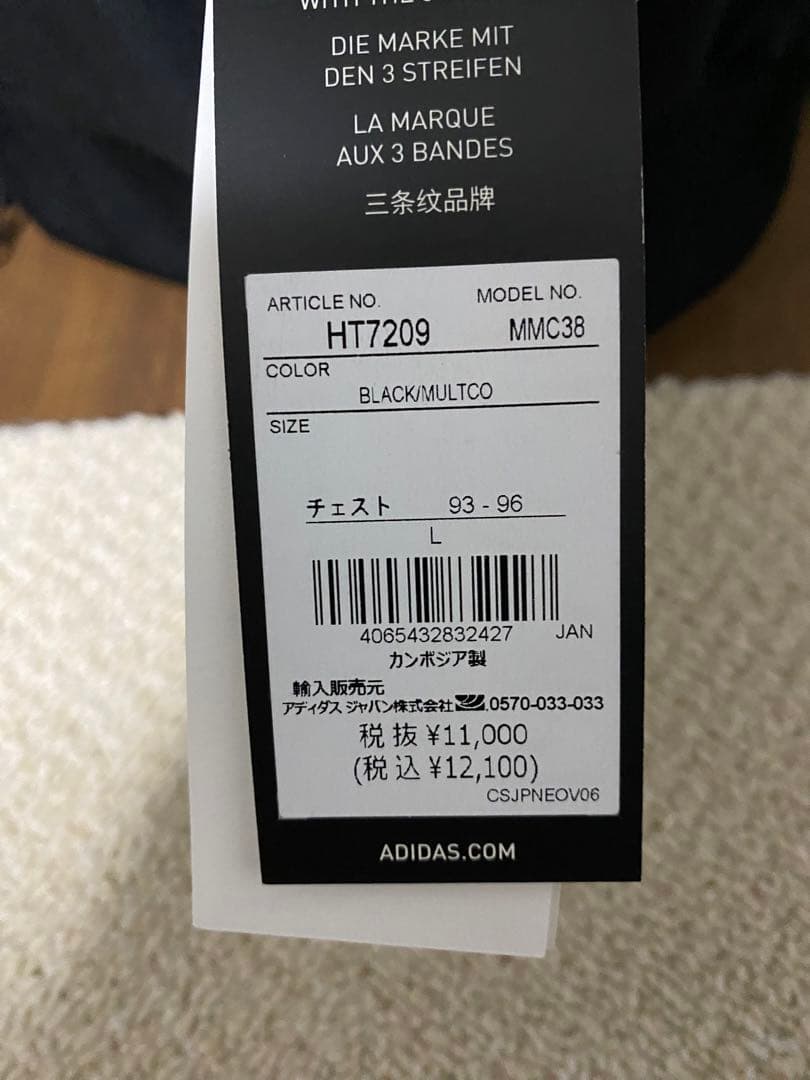 WITH THE
DIE MARKE MIT
DEN 3 STREIFEN
LA MARQUE
AUX 3 BANDES
三条纹品牌
ARTICLE NO. MODEL NO.
HT7209 MMC38
COLOR
BLACK/MULTCO
SIZE
チェスト 93 - 96
L
4065432832427 JAN
カンボジア製
輸入販売元
アディダス ジャパン株式会社 0570-033-033
税 抜 ¥11,000
(税 込 ¥12,100)
CSJPNEOV06
ADIDAS.COM